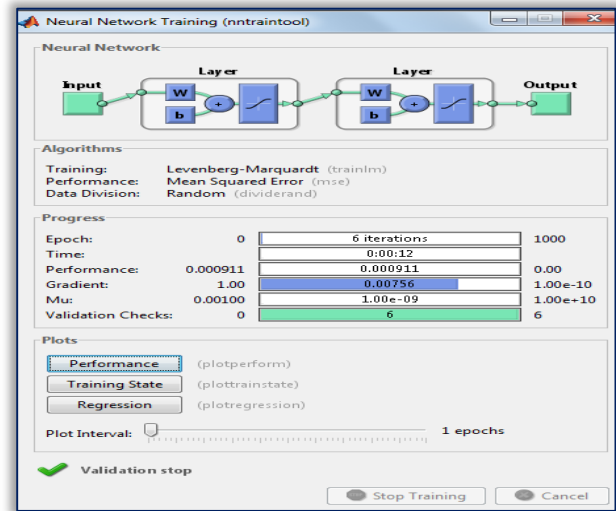 Neural Network Training (nntraintool)
Neural Network
Layer Layer
Input Output
W W
b b
+ +
Algorithms
Training: Levenberg-Marquardt (trainlm)
Performance: Mean Squared Error (mse)
Data Division: Random (dividerand)
Progress
Epoch: 0 6 iterations 1000
Time: 0:00:12
Performance: 0.000911 0.000911 0.00
Gradient: 1.00 0.00756 1.00e-10
Mu: 0.00100 1.00e-09 1.00e+10
Validation Checks: 0 6 6
Plots
Performance (plotperform)
Training State (plottrainstate)
Regression (plotregression)
Plot Interval: 1 epochs
Validation stop
Stop Training Cancel